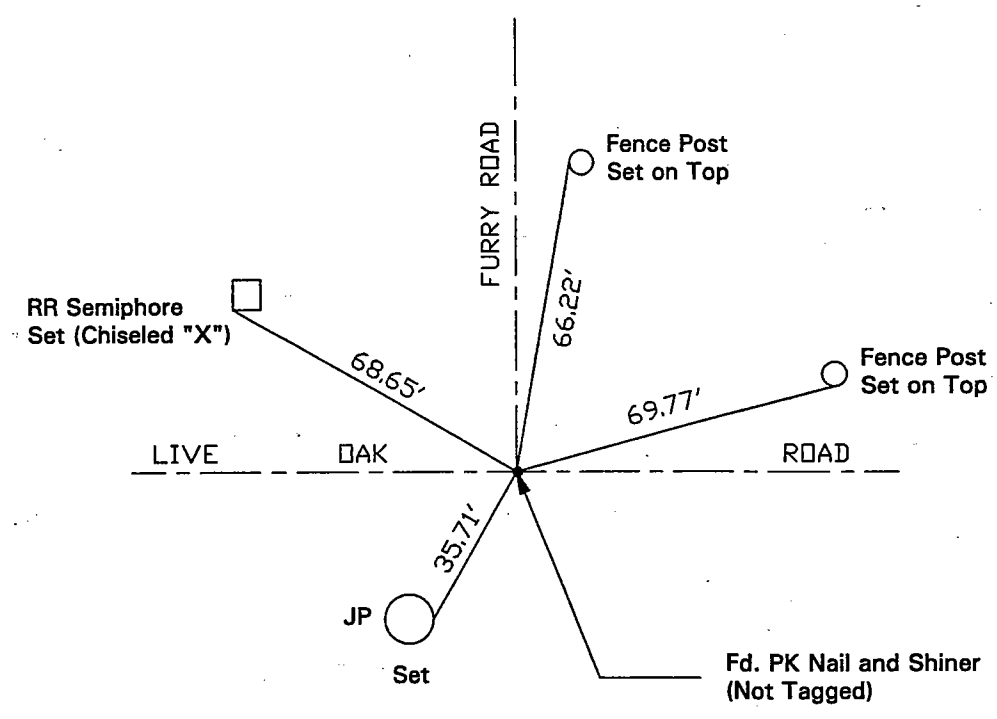 FURRY ROAD
Fence Post
Set on Top
RR Semiphore
Set (Chiseled "X")
66.22'
68.65'
Fence Post
Set on Top
69.77'
LIVE OAK ROAD
35.71'
JP
Set
Fd. PK Nail and Shiner
(Not Tagged)